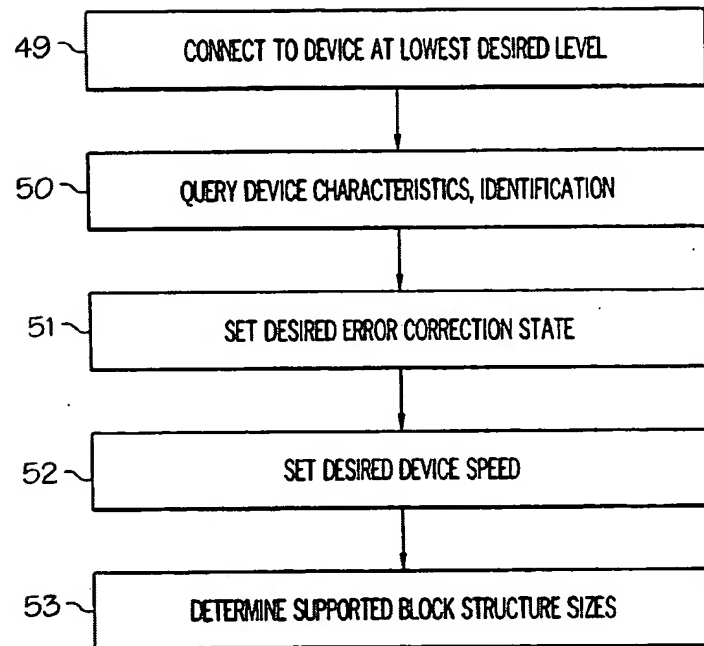 49 CONNECT TO DEVICE AT LOWEST DESIRED LEVEL
50 QUERY DEVICE CHARACTERISTICS, IDENTIFICATION
51 SET DESIRED ERROR CORRECTION STATE
52 SET DESIRED DEVICE SPEED
53 DETERMINE SUPPORTED BLOCK STRUCTURE SIZES